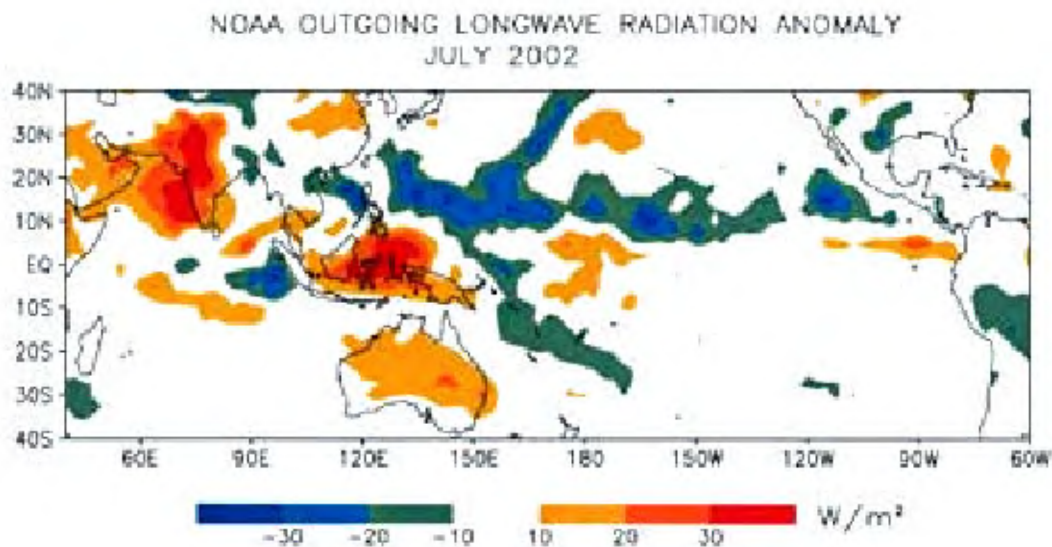 NOAA OUTGOING LONGWAVE RADIATION ANOMALY
JULY 2002
40N
30N
20N
10N
EQ
10S
20S
30S
40S
60E 90E 120E 150E 180 150W 120W 90W 60W
-30 -20 -10 10 20 30 W/m²